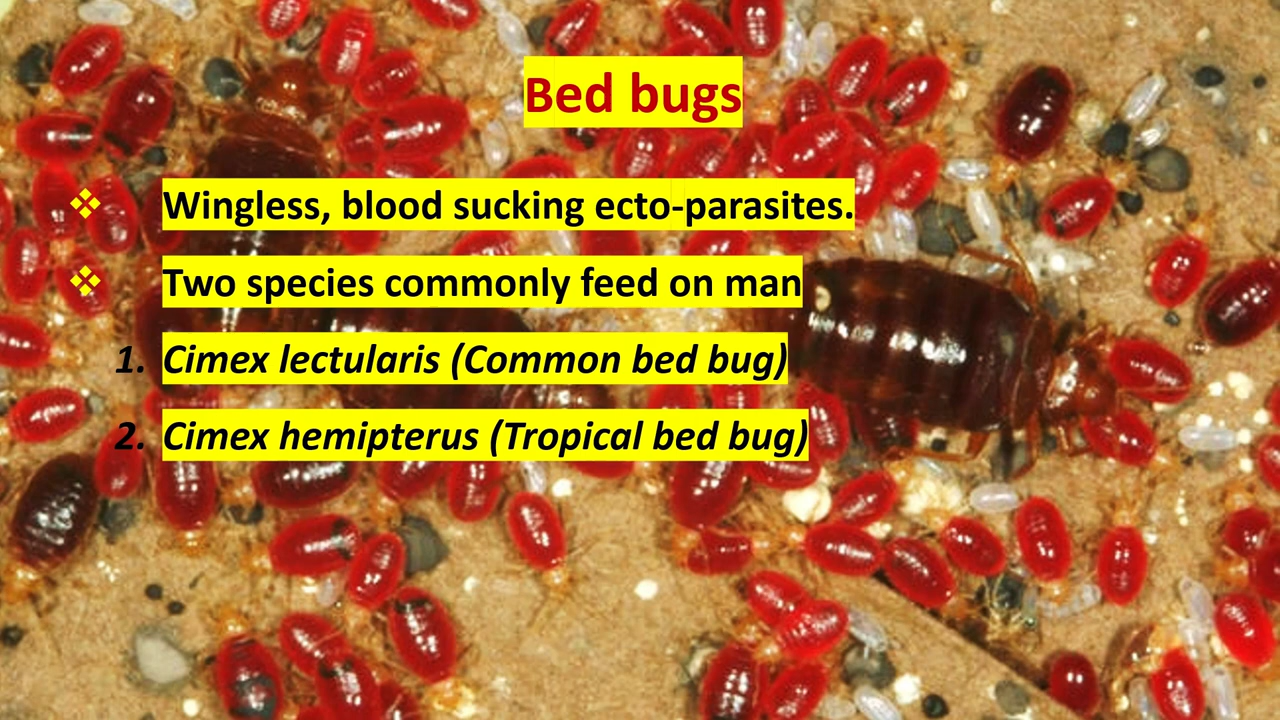 Bed bugs
❖ Wingless, blood sucking ecto-parasites.
❖ Two species commonly feed on man
1. Cimex lectularis (Common bed bug)
2. Cimex hemipterus (Tropical bed bug)